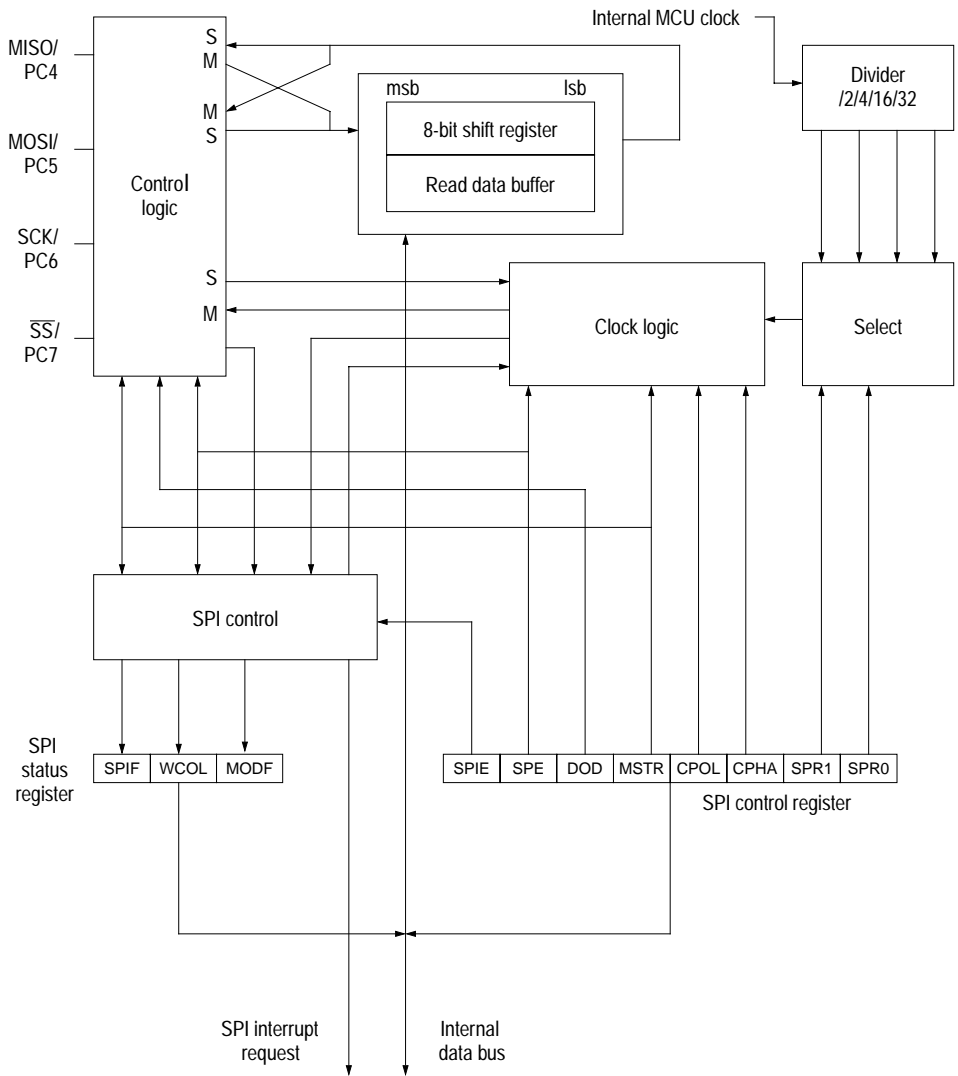 Internal MCU clock
MISO/
PC4
MOSI/
PC5
SCK/
PC6
SS/
PC7
Control
logic
S
M
M
S
S
M
msb
lsb
8-bit shift register
Read data buffer
Divider
/2/4/16/32
Clock logic
Select
SPI control
SPI
status
register
SPIF
WCOL
MODF
SPIE
SPE
DOD
MSTR
CPOL
CPHA
SPR1
SPR0
SPI control register
SPI interrupt
request
Internal
data bus